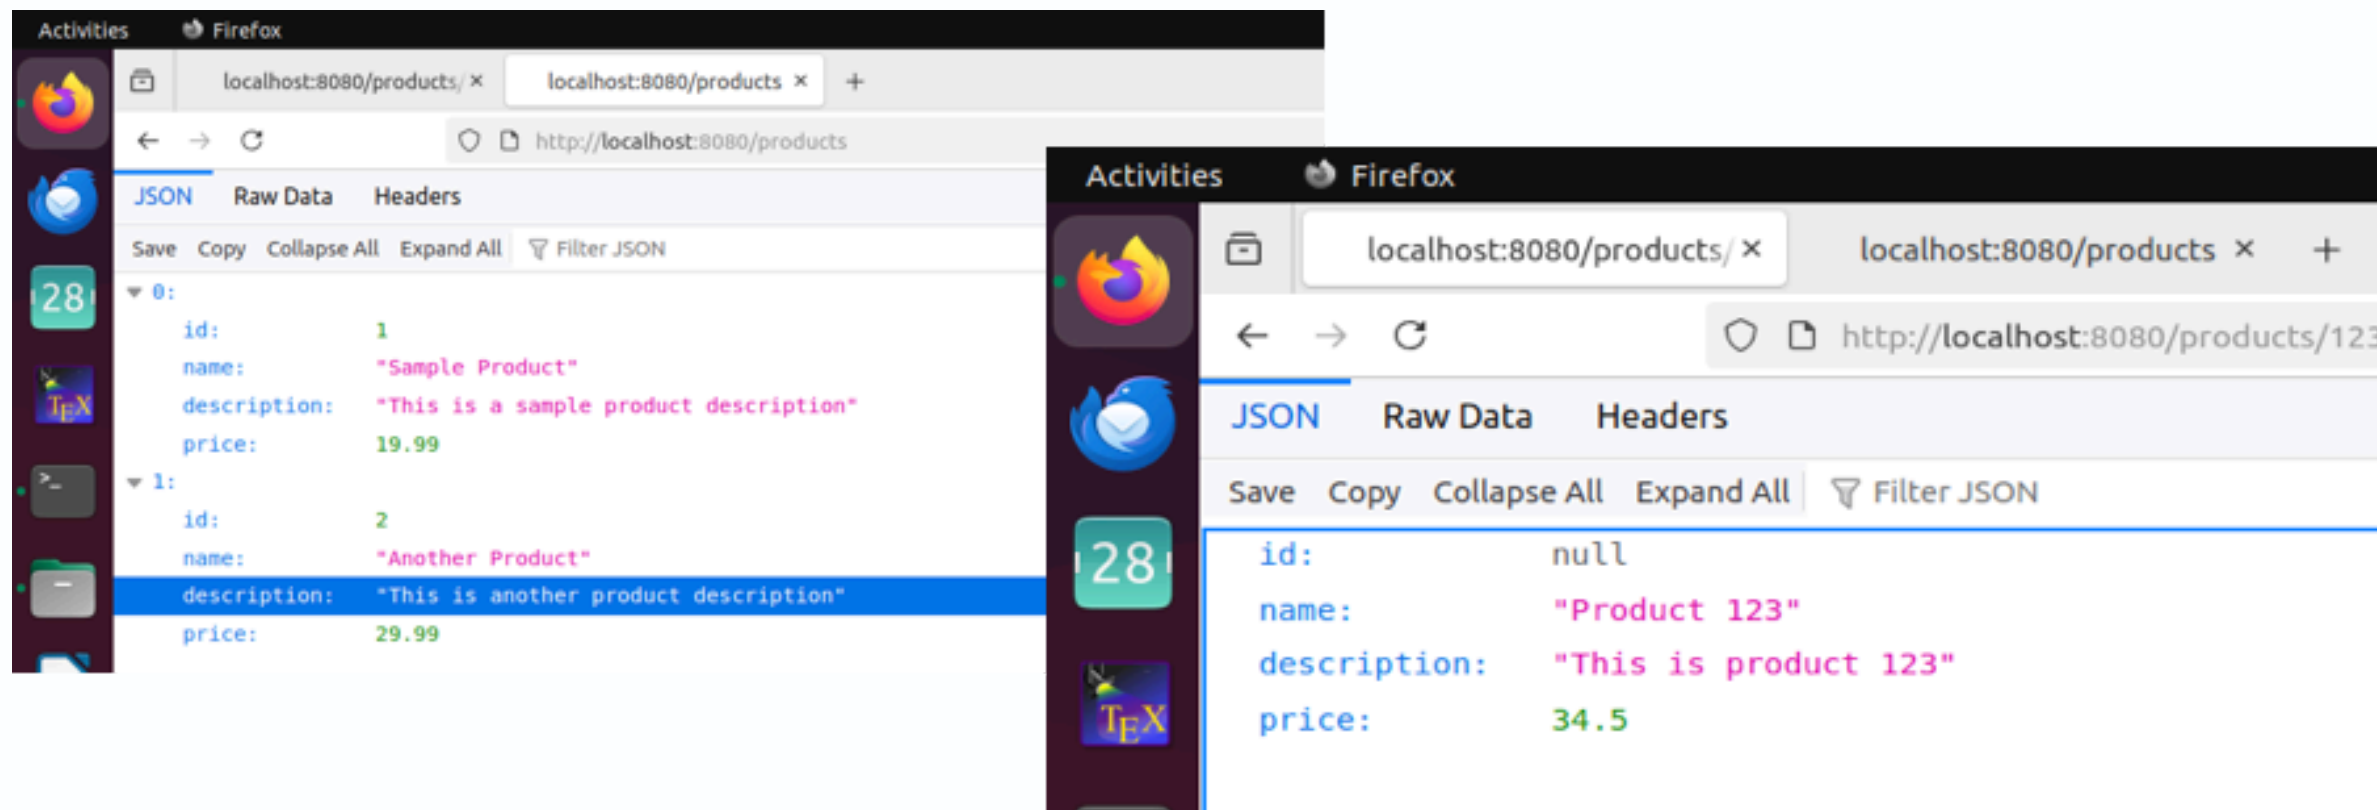 Activities Firefox
localhost:8080/products/ × localhost:8080/products × +
http://localhost:8080/products
JSON Raw Data Headers
Save Copy Collapse All Expand All Filter JSON
0:
id: 1
name: "Sample Product"
description: "This is a sample product description"
price: 19.99
1:
id: 2
name: "Another Product"
description: "This is another product description"
price: 29.99
28
TEX
>_
Activities Firefox
localhost:8080/products/ × localhost:8080/products × +
http://localhost:8080/products/123
JSON Raw Data Headers
Save Copy Collapse All Expand All Filter JSON
id: null
name: "Product 123"
description: "This is product 123"
price: 34.5
28
TEX